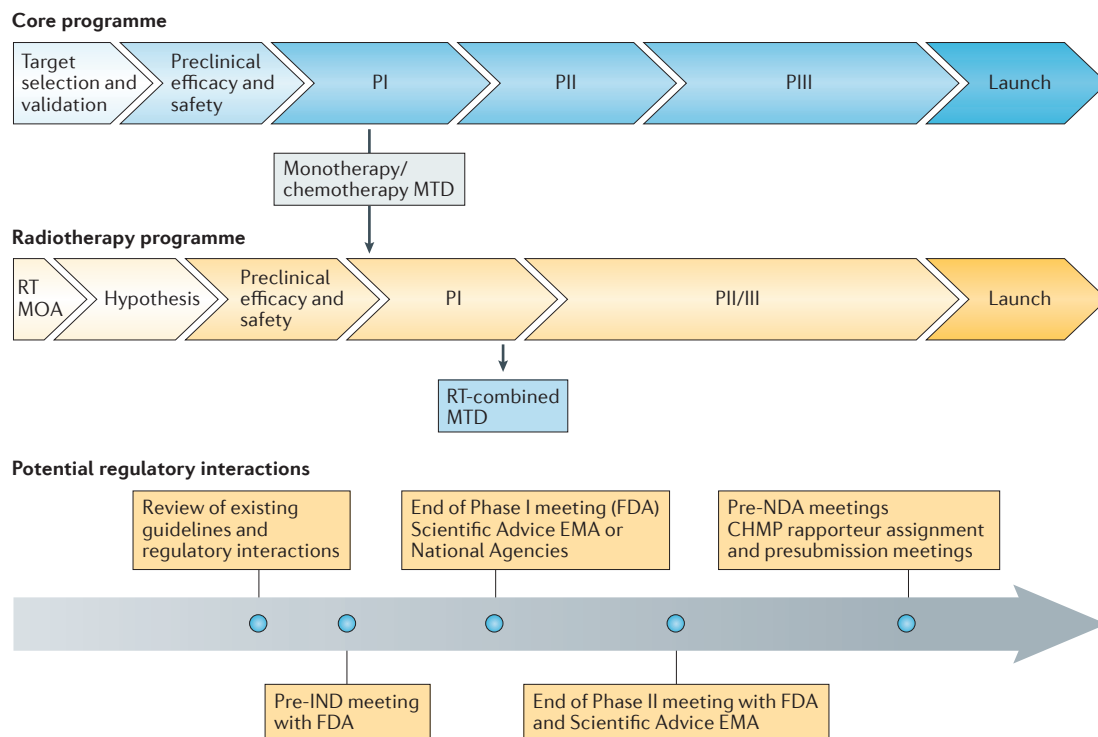 Core programme
Target
selection and
validation
Preclinical
efficacy and
safety
PI
PII
PIII
Launch
Monotherapy/
chemotherapy MTD
Radiotherapy programme
RT
MOA
Hypothesis
Preclinical
efficacy and
safety
PI
PII/III
Launch
RT-combined
MTD
Potential regulatory interactions
Review of existing
guidelines and
regulatory interactions
End of Phase I meeting (FDA)
Scientific Advice EMA or
National Agencies
Pre-NDA meetings
CHMP rapporteur assignment
and presubmission meetings
Pre-IND meeting
with FDA
End of Phase II meeting with FDA
and Scientific Advice EMA